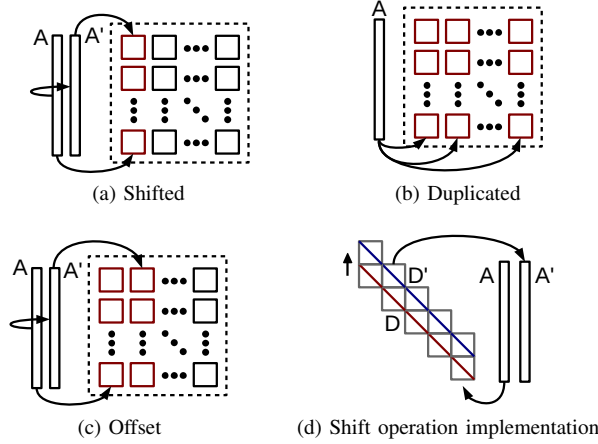 A A'
(a) Shifted
A
(b) Duplicated
A A'
(c) Offset
D' A A'
D
(d) Shift operation implementation